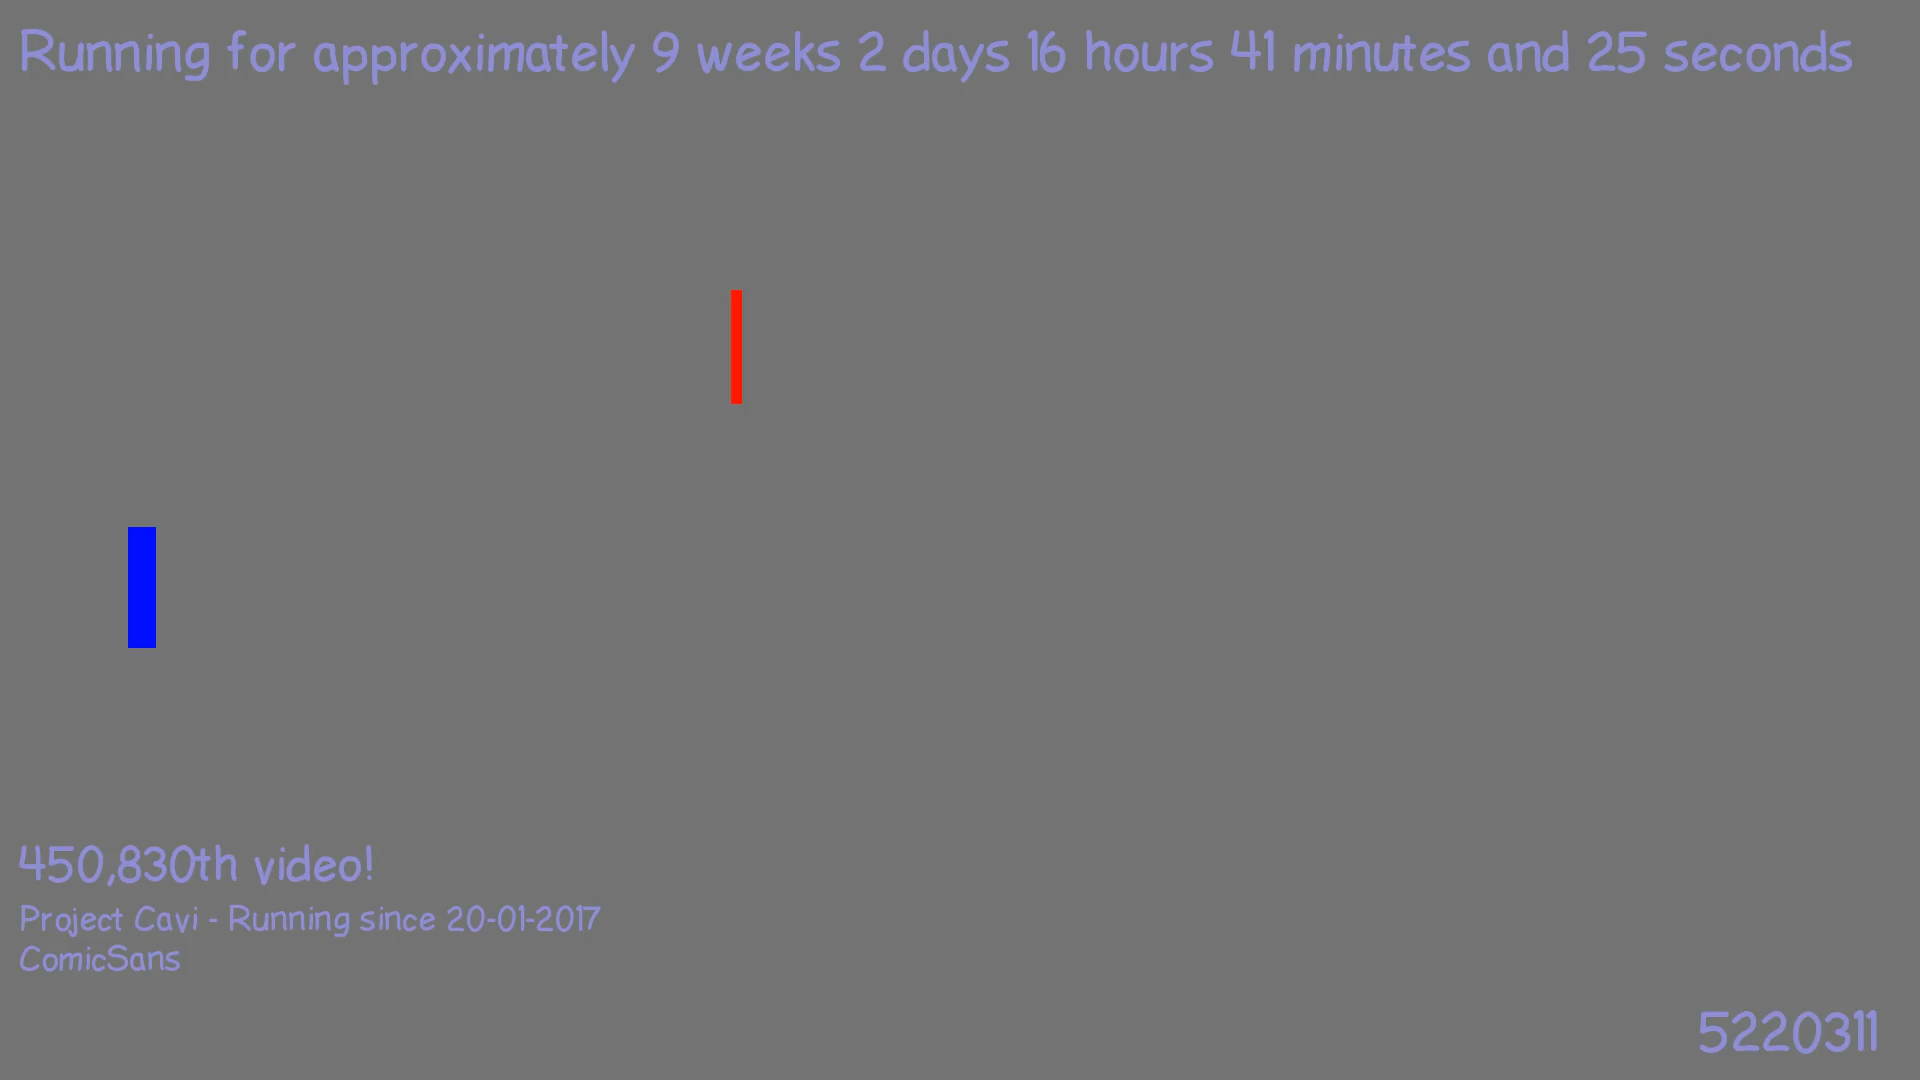 Running for approximately 9 weeks 2 days 16 hours 41 minutes and 25 seconds
450,830th video!
Project Cavi - Running since 20-01-2017
ComicSans
5220311